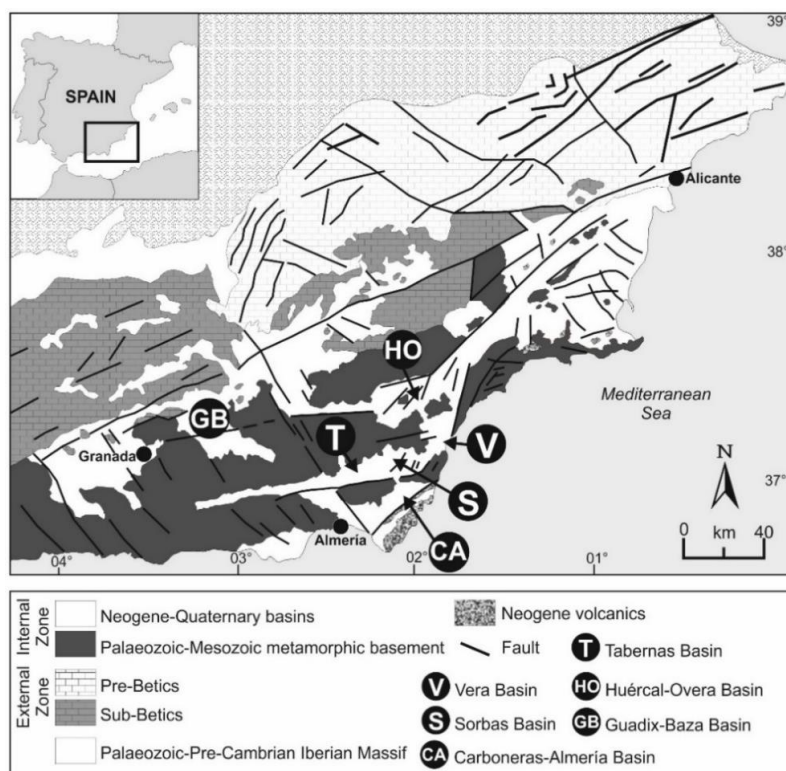 SPAIN
39°
Alicante
38°
HO
Mediterranean
Sea
GB
T
V
Granada
S
37°
N
Almería
CA
0 km 40
04° 03° 02° 01°
Internal Zone
Neogene-Quaternary basins
Palaeozoic-Mesozoic metamorphic basement
External Zone
Pre-Betics
Sub-Betics
Palaeozoic-Pre-Cambrian Iberian Massif
Neogene volcanics
Fault
T Tabernas Basin
V Vera Basin
HO Huércal-Overa Basin
S Sorbas Basin
GB Guadix-Baza Basin
CA Carboneras-Almería Basin